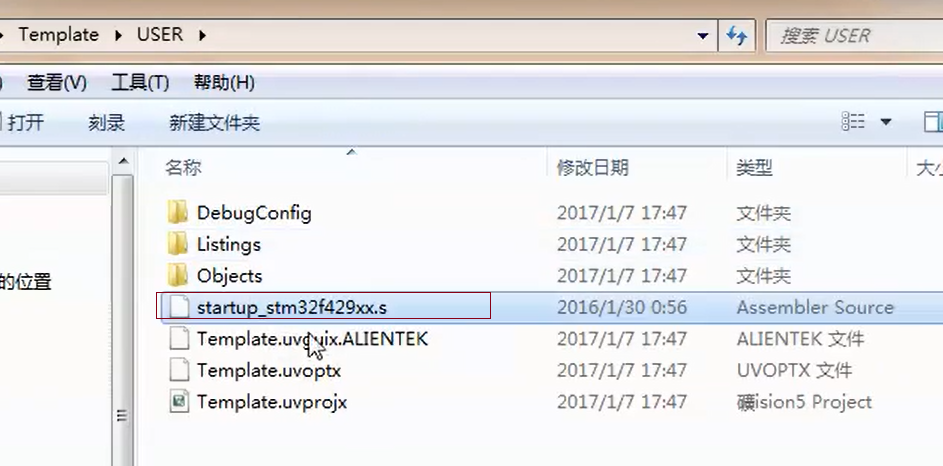 Template USER 搜索 USER
) 查看(V) 工具(T) 帮助(H)
打开 刻录 新建文件夹
名称 修改日期 类型 大小
DebugConfig 2017/1/7 17:47 文件夹
Listings 2017/1/7 17:47 文件夹
的位置
Objects 2017/1/7 17:47 文件夹
startup_stm32f429xx.s 2016/1/30 0:56 Assembler Source
Template.uvguix.ALIENTEK 2017/1/7 17:47 ALIENTEK 文件
Template.uvoptx 2017/1/7 17:47 UVOPTX 文件
Template.uvprojx 2017/1/7 17:47 礦ision5 Project